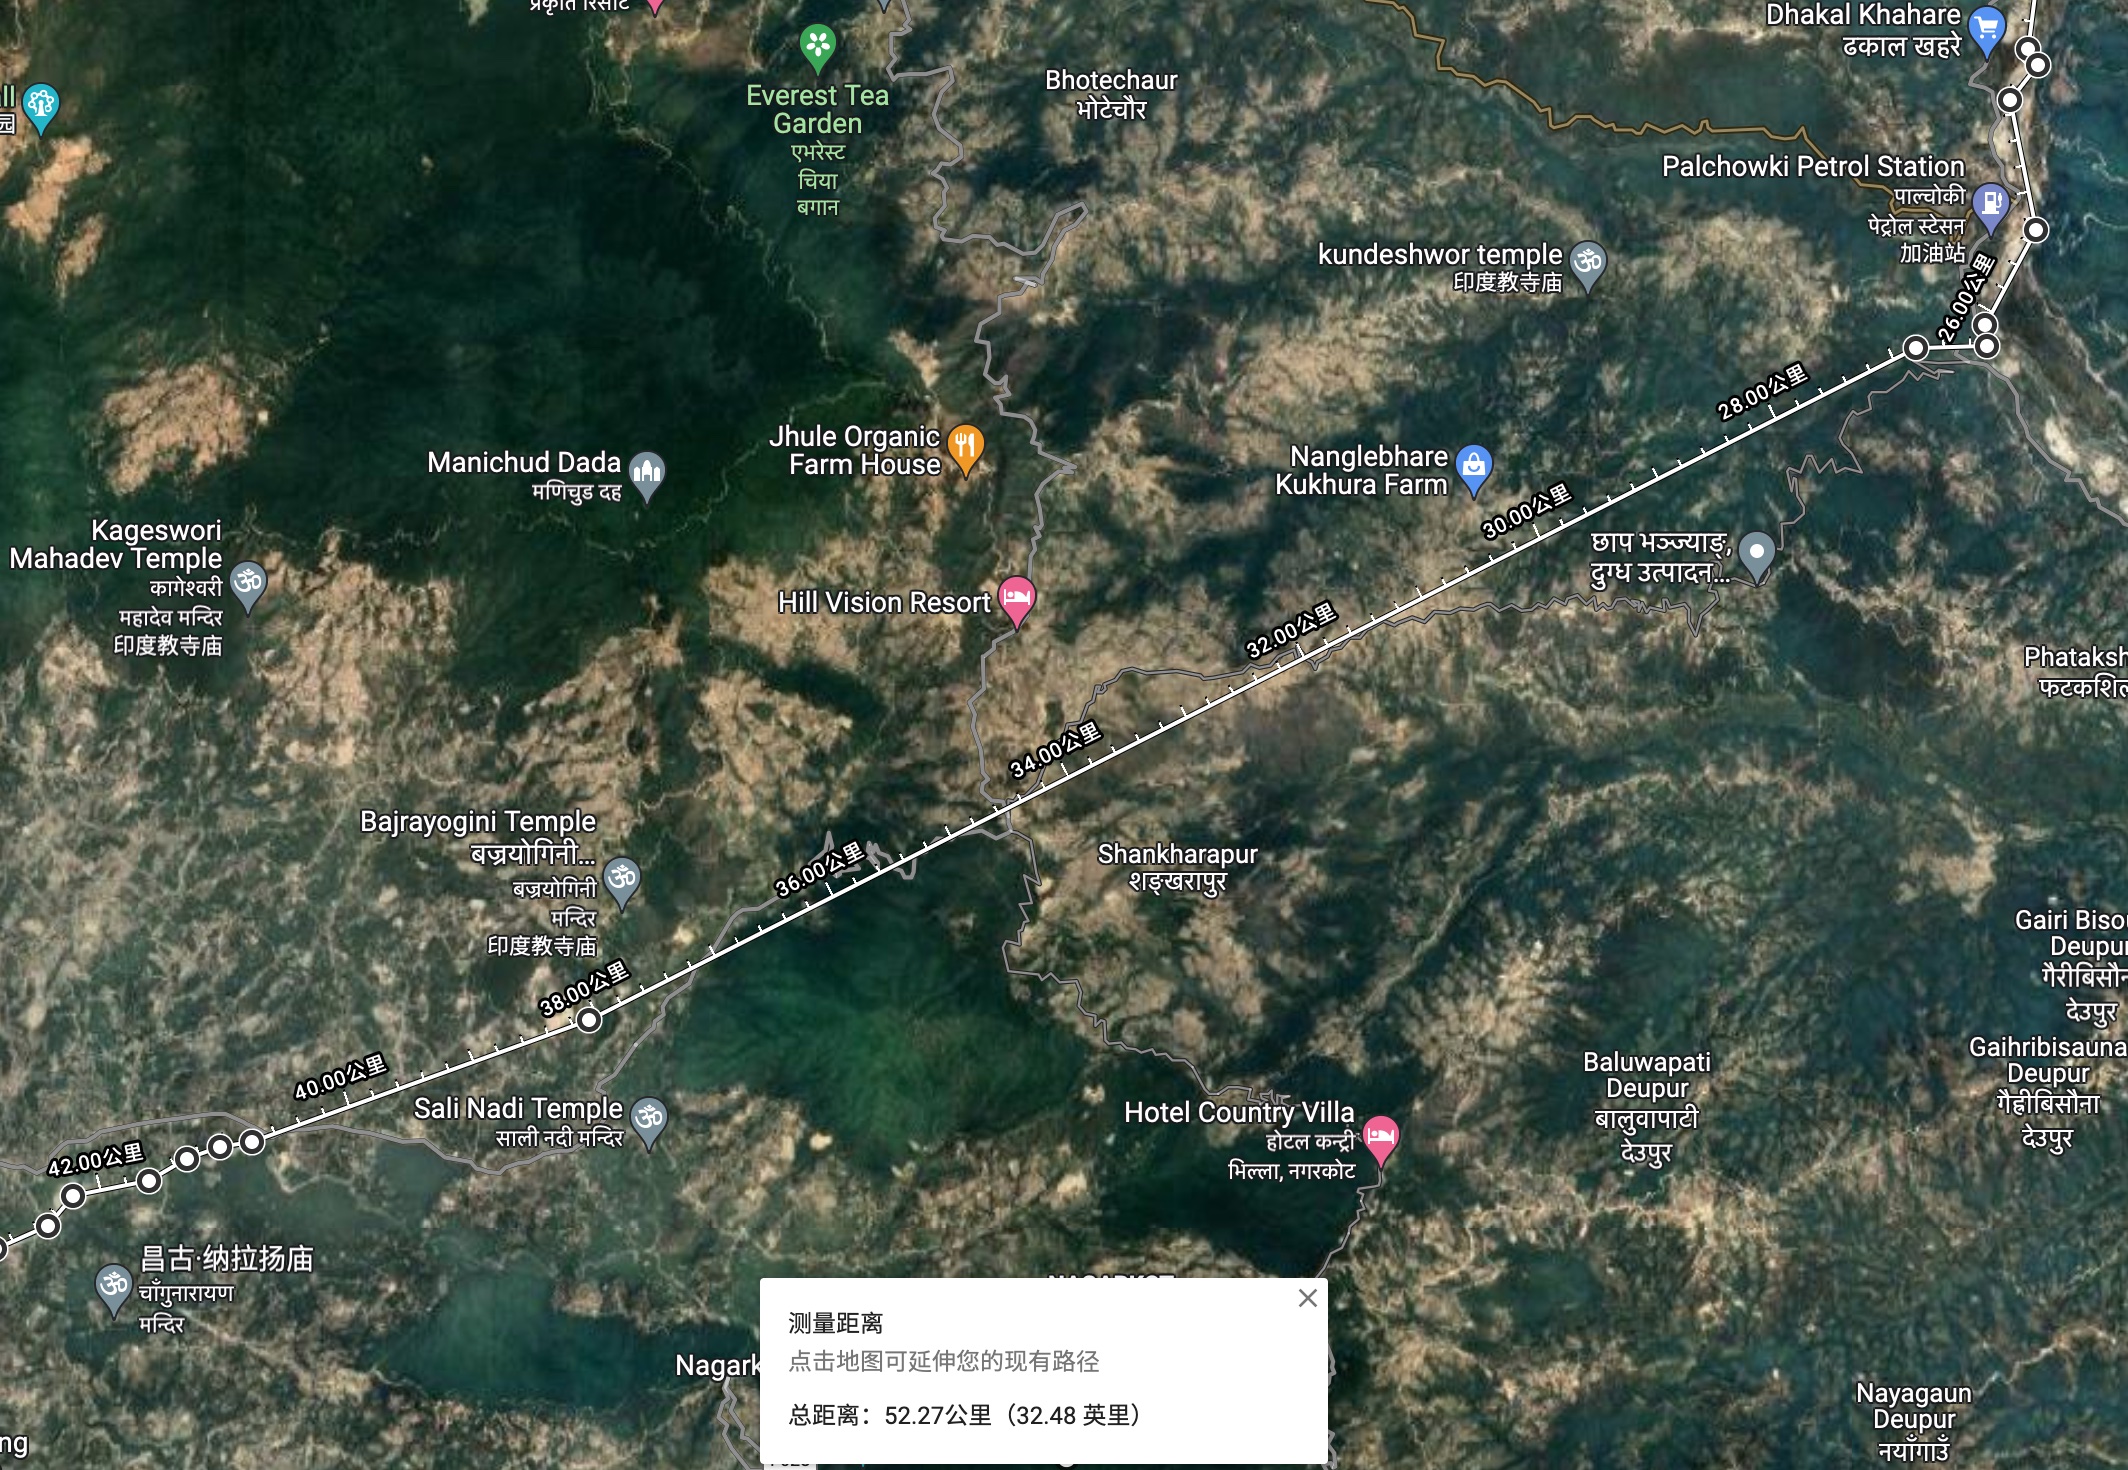 प्रकृति रिसोर्ट
Dhakal Khahare
ढकाल खहरे
Everest Tea
Garden
एभरेस्ट
चिया
बगान
Bhotechaur
भोटेचौर
ll
园
Palchowki Petrol Station
पाल्चोकी
पेट्रोल स्टेसन
加油站
kundeshwor temple
印度教寺庙
26.00公里
28.00公里
Jhule Organic
Farm House
Manichud Dada
मणिचुड दह
Nanglebhare
Kukhura Farm
30.00公里
Kageswori
Mahadev Temple
कागेश्वरी
महादेव मन्दिर
印度教寺庙
छाप भञ्ज्याङ्,
दुग्ध उत्पादन...
Hill Vision Resort
32.00公里
Phataksh
फटकशिल
34.00公里
Bajrayogini Temple
बज्रयोगिनी...
बज्रयोगिनी
मन्दिर
印度教寺庙
36.00公里
Shankharapur
शङ्खरापुर
Gairi Biso
Deupur
गैरीबिसौन
देउपुर
38.00公里
40.00公里
Gaihribisauna
Deupur
गैह्रीबिसौना
देउपुर
Baluwapati
Deupur
बालुवापाटी
देउपुर
Sali Nadi Temple
साली नदी मन्दिर
Hotel Country Villa
होटल कन्ट्री
भिल्ला, नगरकोट
42.00公里
昌古·纳拉扬庙
चाँगुनारायण
मन्दिर
NAGARKOT
测量距离
点击地图可延伸您的现有路径
总距离：52.27公里（32.48 英里）
Nagark
Nayagaun
Deupur
नयाँगाउँ
ng